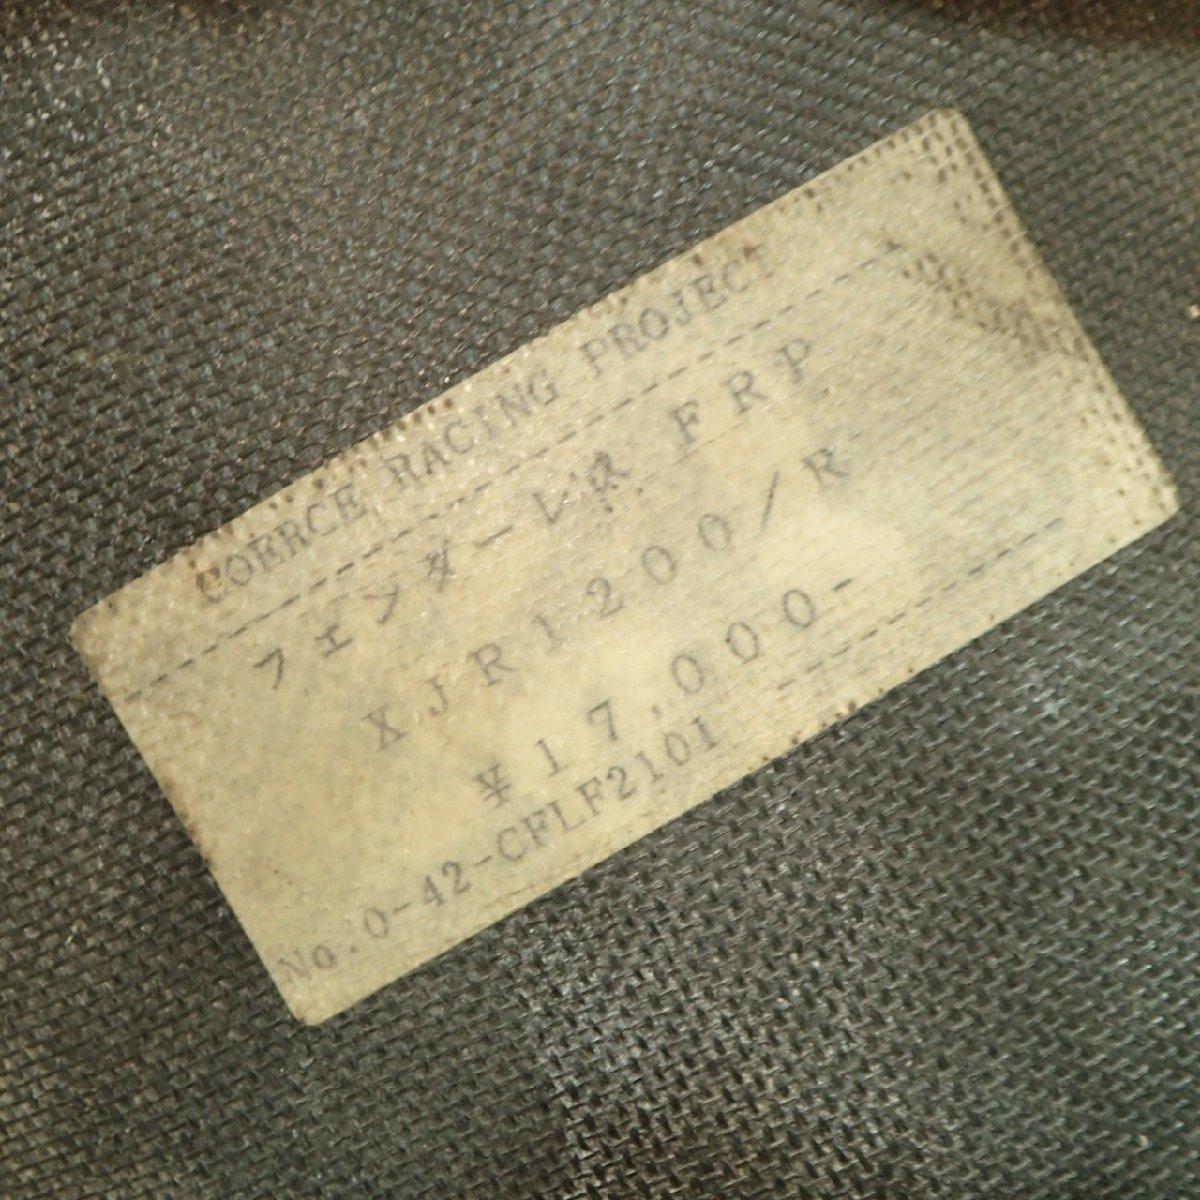 COERCE RACING PROJECT
フェンダーレス FRP
XJR1200/R
¥17,000-
No.0-42-CFLF2101